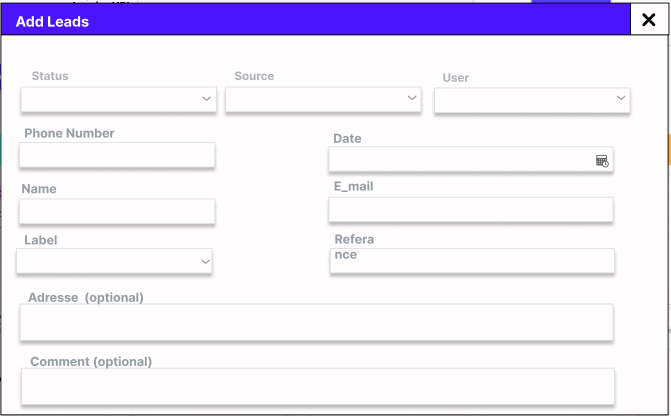 Add Leads
Status
Source
User
Phone Number
Date
Name
E_mail
Label
Refera
nce
Adresse (optional)
Comment (optional)